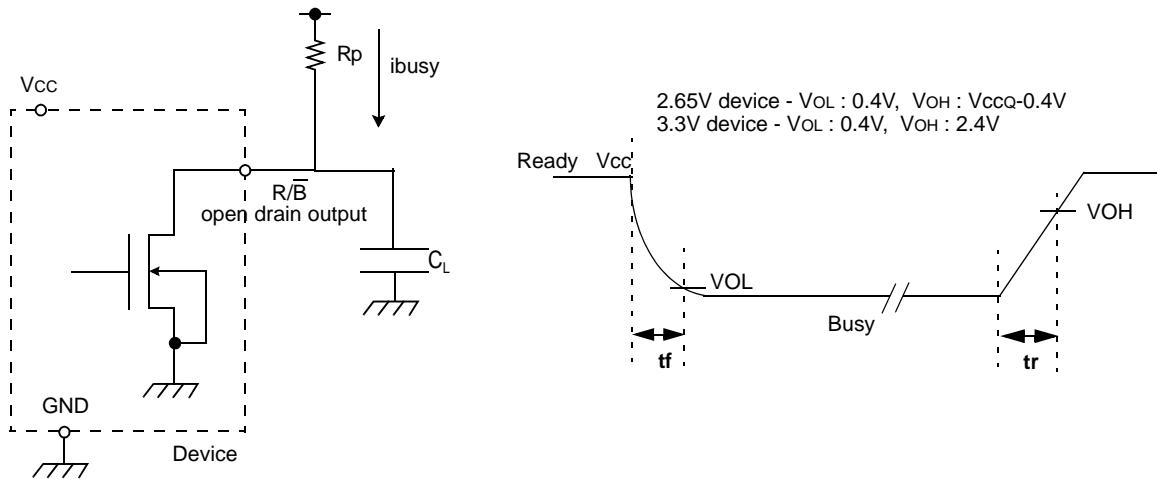 Rp
ibusy
Vcc
R/B̅
open drain output
CL
GND
Device
2.65V device - VOL : 0.4V, VOH : VccQ-0.4V
3.3V device - VOL : 0.4V, VOH : 2.4V
Ready Vcc
VOH
VOL
Busy
tf
tr